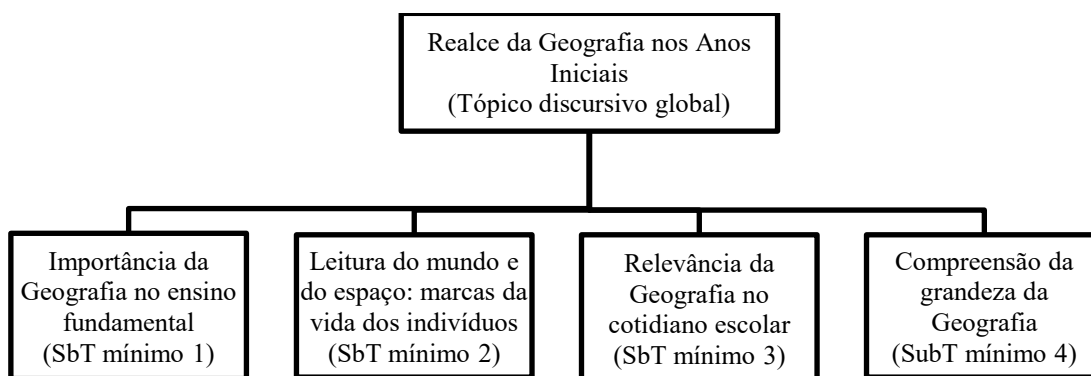 Realce da Geografia nos Anos
Iniciais
(Tópico discursivo global)
Importância da
Geografia no ensino
fundamental
(SbT mínimo 1)
Leitura do mundo e
do espaço: marcas da
vida dos indivíduos
(SbT mínimo 2)
Relevância da
Geografia no
cotidiano escolar
(SbT mínimo 3)
Compreensão da
grandeza da
Geografia
(SubT mínimo 4)